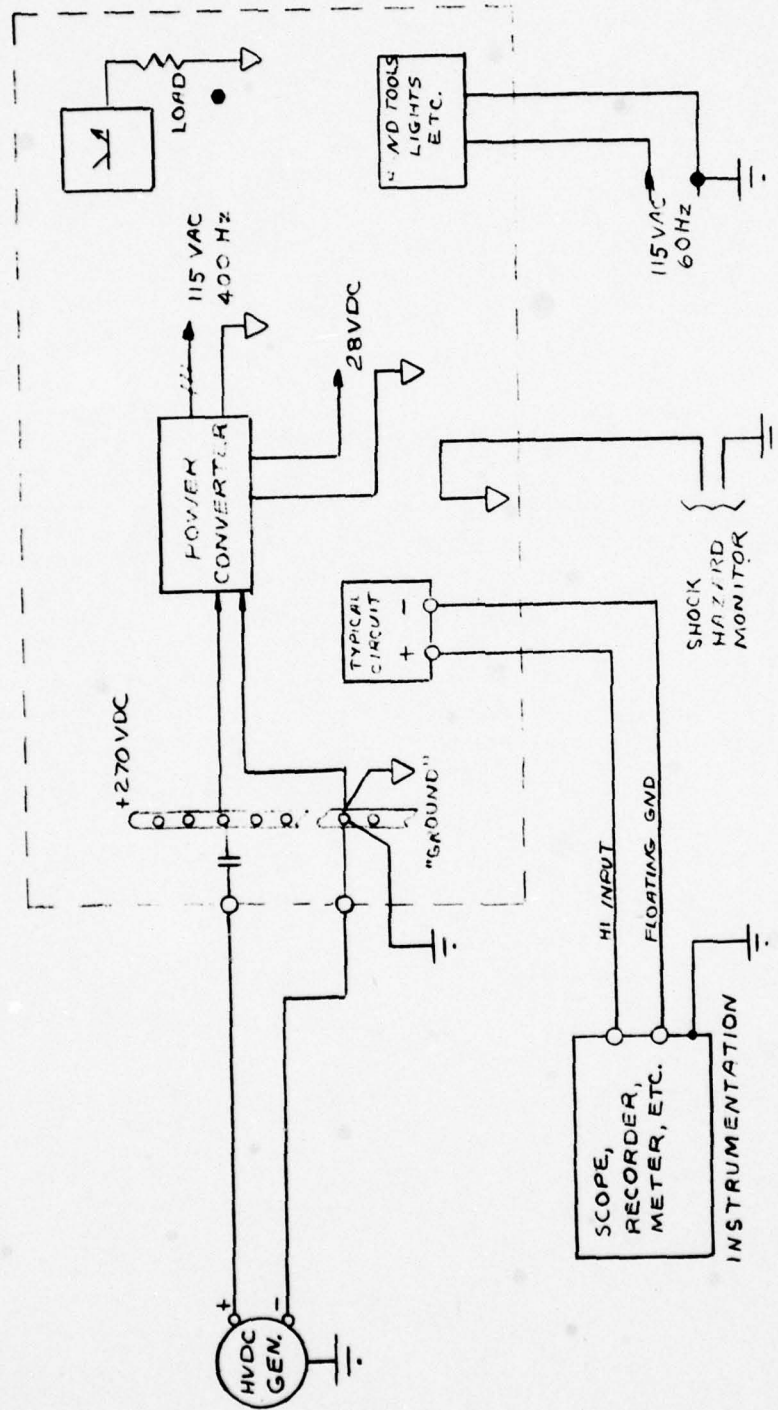 HVDC
GEN.
+
-
+270VDC
"GROUND"
POWER
CONVERTER
115 VAC
400 HZ
28VDC
LOAD
TYPICAL
CIRCUIT
+ -
TOOLS
LIGHTS
ETC.
115VAC
60HZ
HI INPUT
FLOATING GND
SHOCK
HAZARD
MONITOR
SCOPE,
RECORDER,
METER, ETC.
INSTRUMENTATION